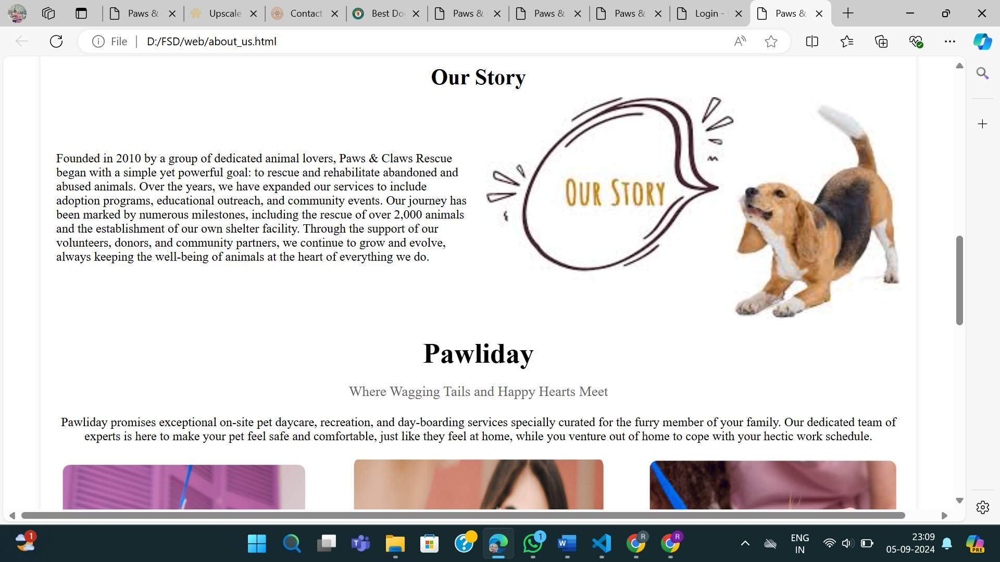 Paws &
Upscale
Contact
Best Do
Paws &
Paws &
Paws &
Login -
Paws &
File
D:/FSD/web/about_us.html
Our Story
Founded in 2010 by a group of dedicated animal lovers, Paws & Claws Rescue
began with a simple yet powerful goal: to rescue and rehabilitate abandoned and
abused animals. Over the years, we have expanded our services to include
adoption programs, educational outreach, and community events. Our journey has
been marked by numerous milestones, including the rescue of over 2,000 animals
and the establishment of our own shelter facility. Through the support of our
volunteers, donors, and community partners, we continue to grow and evolve,
always keeping the well-being of animals at the heart of everything we do.
OUR STORY
Pawliday
Where Wagging Tails and Happy Hearts Meet
Pawliday promises exceptional on-site pet daycare, recreation, and day-boarding services specially curated for the furry member of your family. Our dedicated team of
experts is here to make your pet feel safe and comfortable, just like they feel at home, while you venture out of home to cope with your hectic work schedule.
1
1
R
R
ENG
IN
23:09
05-09-2024
PRE